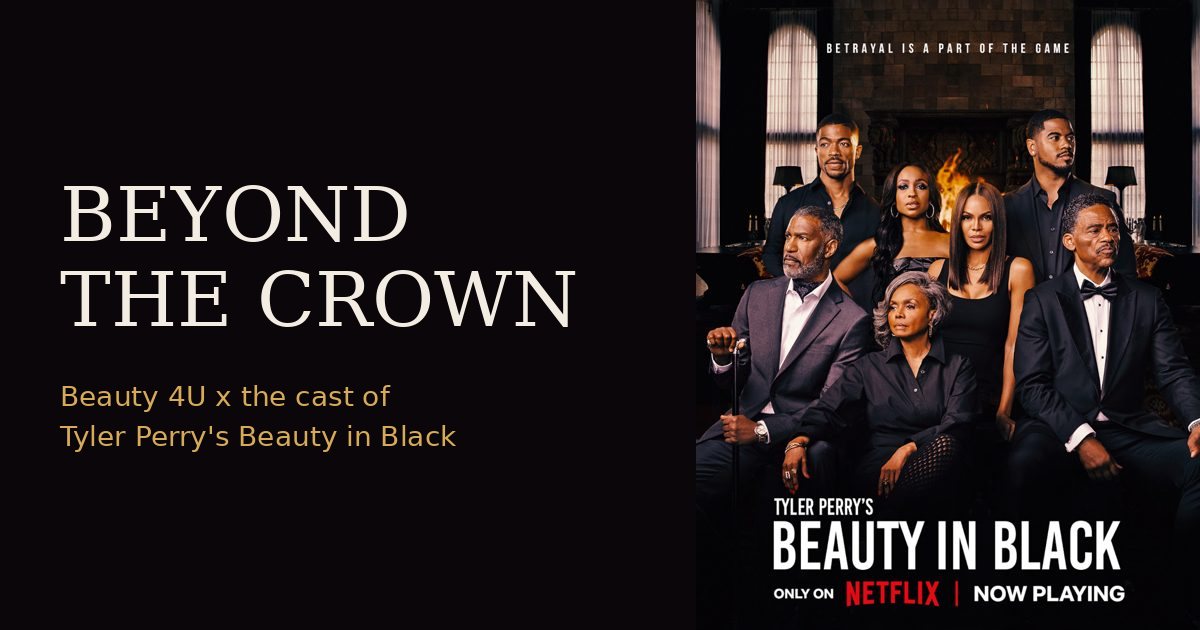 BEYOND
THE CROWN
Beauty 4U x the cast of
Tyler Perry's Beauty in Black
BETRAYAL IS A PART OF THE GAME
TYLER PERRY'S
BEAUTY IN BLACK
ONLY ON NETFLIX | NOW PLAYING